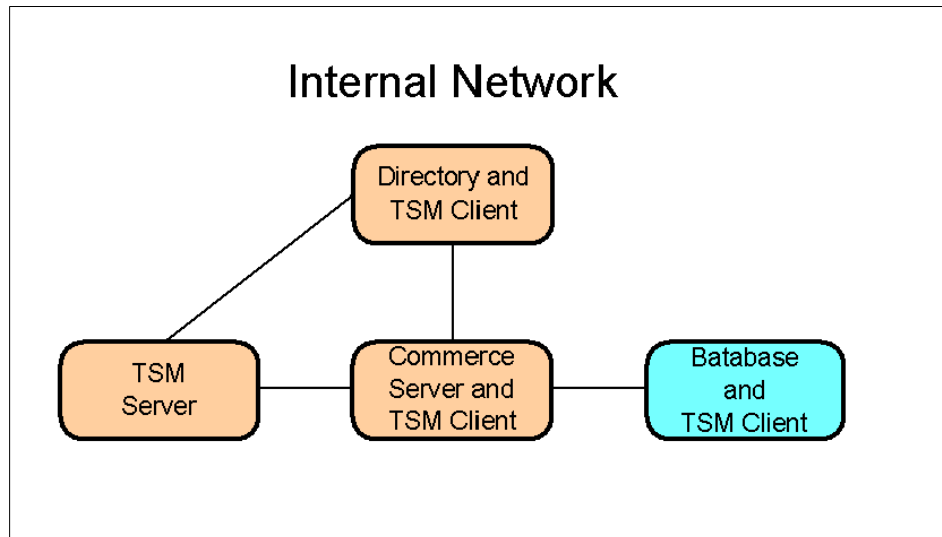 Internal Network
Directory and
TSM Client
TSM
Server
Commerce
Server and
TSM Client
Batabase
and
TSM Client